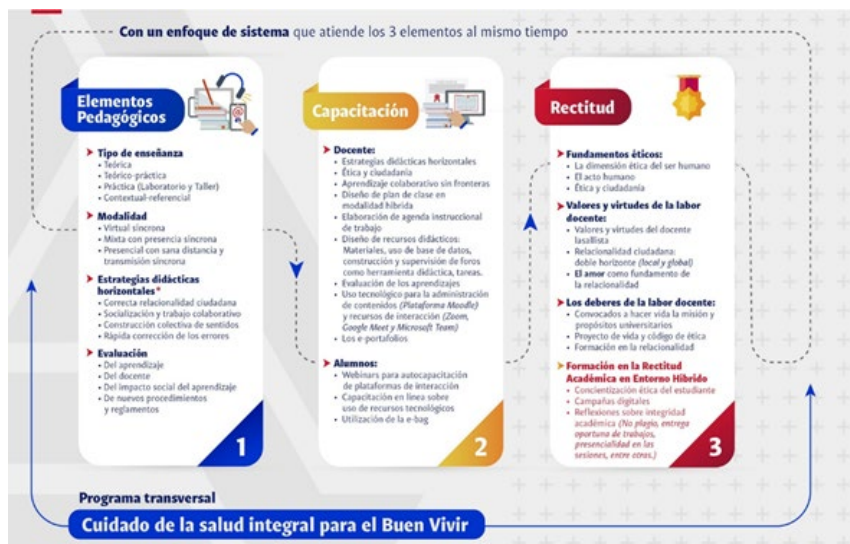 Con un enfoque de sistema que atiende los 3 elementos al mismo tiempo
Elementos
Pedagógicos
Tipo de enseñanza
• Teórica
• Teórico-práctica
• Práctica (Laboratorio y Taller)
• Contextual-referencial
Modalidad
• Virtual síncrona
• Mixta con presencia síncrona
• Presencial con sana distancia y
transmisión síncrona
Estrategias didácticas
horizontales*
• Correcta relacionalidad ciudadana
• Socialización y trabajo colaborativo
• Construcción colectiva de sentidos
• Rápida corrección de los errores
Evaluación
• Del aprendizaje
• Del docente
• Del impacto social del aprendizaje
• De nuevos procedimientos
y reglamentos
1
Capacitación
Docente:
• Estrategias didácticas horizontales
• Ética y ciudadanía
• Aprendizaje colaborativo sin fronteras
• Diseño de plan de clase en
modalidad híbrida
• Elaboración de agenda instruccional
de trabajo
• Diseño de recursos didácticos:
Materiales, uso de base de datos,
construcción y supervisión de foros
como herramienta didáctica, tareas.
• Evaluación de los aprendizajes
• Uso tecnológico para la administración
de contenidos (Plataforma Moodle)
y recursos de interacción (Zoom,
Google Meet y Microsoft Team)
• Los e-portafolios
Alumnos:
• Webinars para autocapacitación
de plataformas de interacción
• Capacitación en línea sobre
uso de recursos tecnológicos
• Utilización de la e-bag
2
Rectitud
Fundamentos éticos:
• La dimensión ética del ser humano
• El acto humano
• Ética y ciudadanía
Valores y virtudes de la labor
docente:
• Valores y virtudes del docente
lasallista
• Relacionalidad ciudadana:
doble horizonte (local y global)
• El amor como fundamento de
la relacionalidad
Los deberes de la labor docente:
• Convocados a hacer vida la misión y
propósitos universitarios
• Proyecto de vida y código de ética
• Formación en la relacionalidad
Formación en la Rectitud
Académica en Entorno Híbrido
• Concientización ética del estudiante
• Campañas digitales
• Reflexiones sobre integridad
académica (No plagio, entrega
oportuna de trabajos,
presencialidad en las
sesiones, entre otros.)
3
Programa transversal
Cuidado de la salud integral para el Buen Vivir